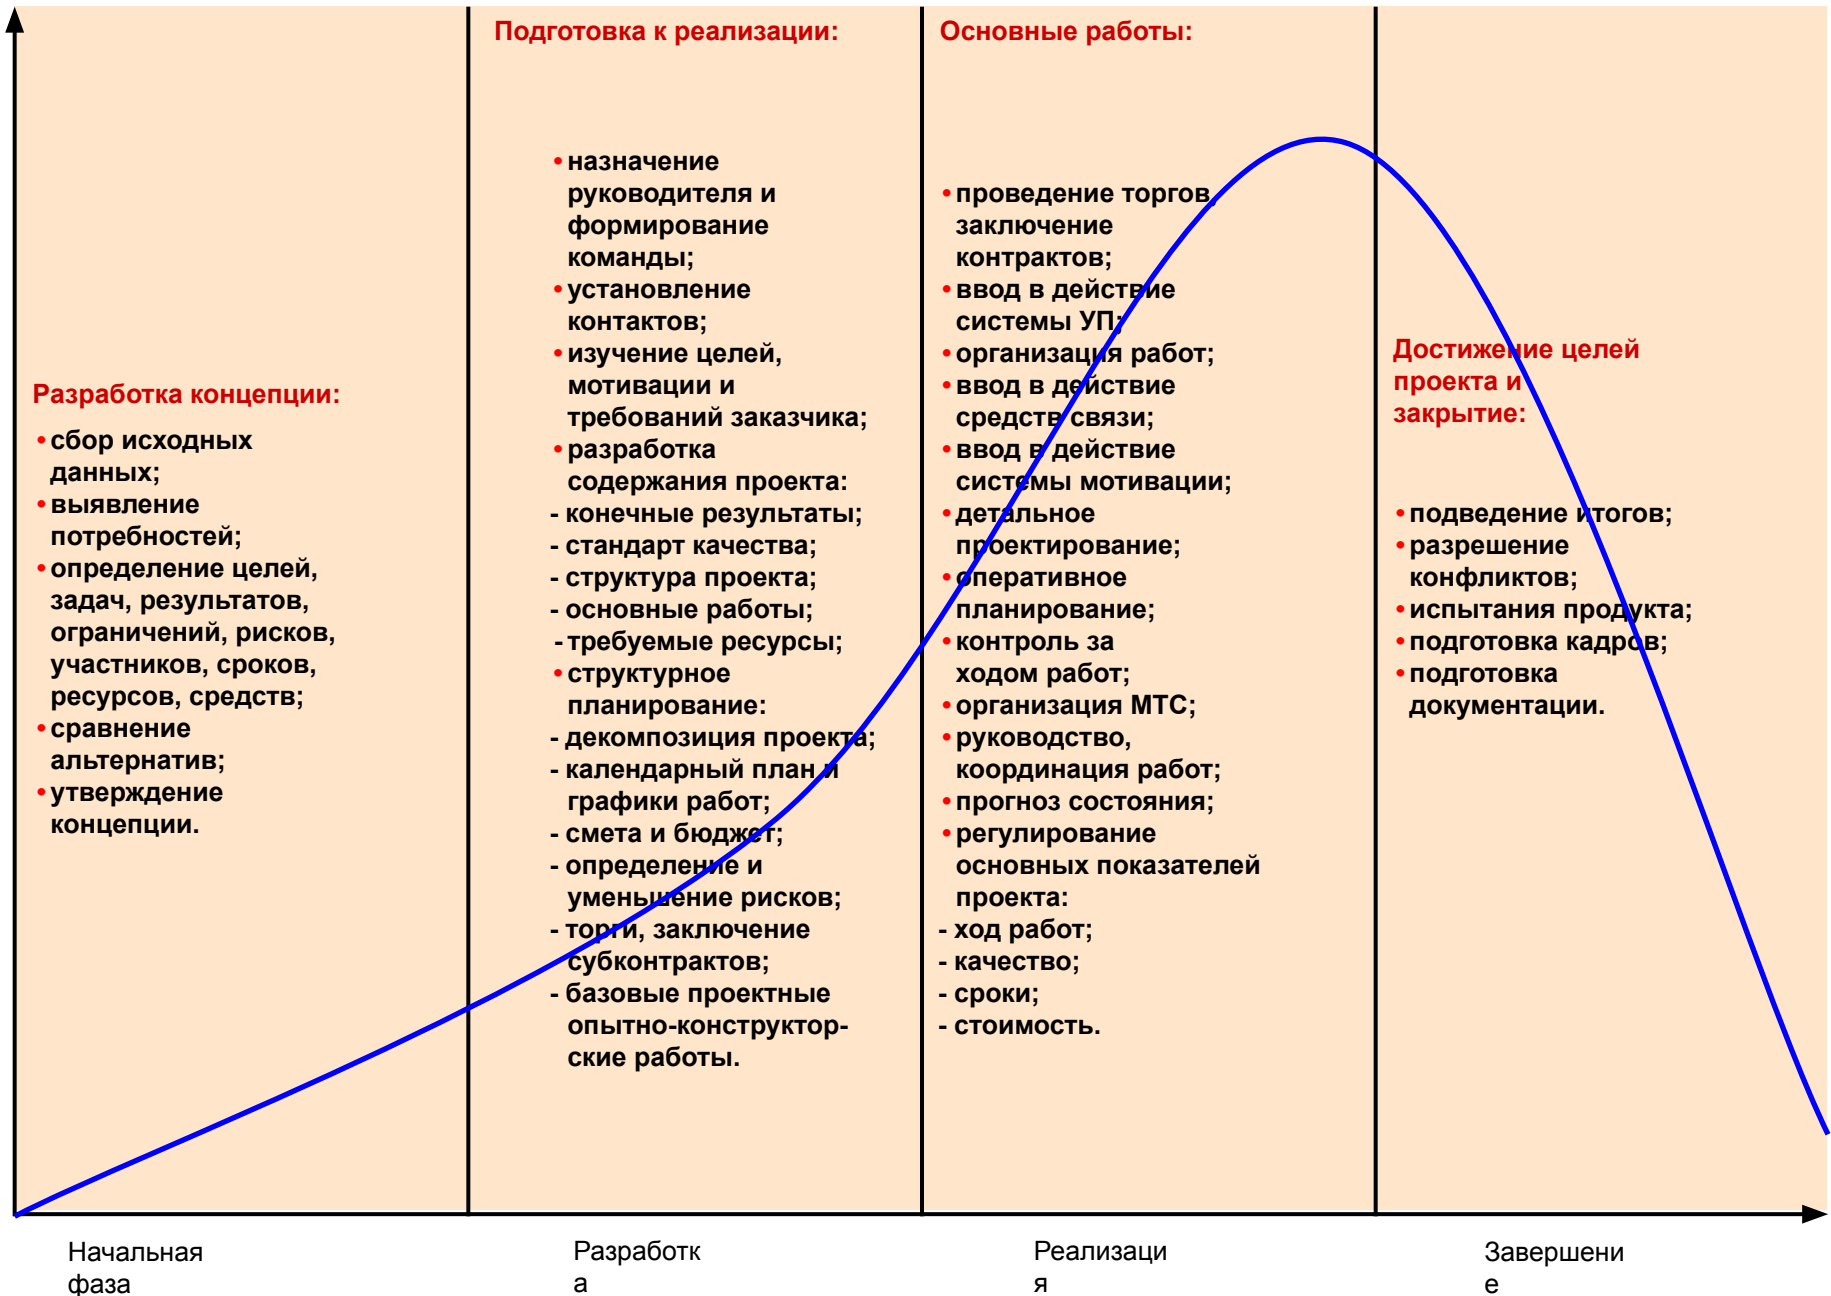 Разработка концепции:
• сбор исходных
данных;
• выявление
потребностей;
• определение целей,
задач, результатов,
ограничений, рисков,
участников, сроков,
ресурсов, средств;
• сравнение
альтернатив;
• утверждение
концепции.
Подготовка к реализации:
• назначение
руководителя и
формирование
команды;
• установление
контактов;
• изучение целей,
мотивации и
требований заказчика;
• разработка
содержания проекта:
- конечные результаты;
- стандарт качества;
- структура проекта;
- основные работы;
- требуемые ресурсы;
• структурное
планирование:
- декомпозиция проекта;
- календарный план и
графики работ;
- смета и бюджет;
- определение и
уменьшение рисков;
- торги, заключение
субконтрактов;
- базовые проектные
опытно-конструктор-
ские работы.
Основные работы:
• проведение торгов,
заключение
контрактов;
• ввод в действие
системы УП;
• организация работ;
• ввод в действие
средств связи;
• ввод в действие
системы мотивации;
• детальное
проектирование;
• оперативное
планирование;
• контроль за
ходом работ;
• организация МТС;
• руководство,
координация работ;
• прогноз состояния;
• регулирование
основных показателей
проекта:
- ход работ;
- качество;
- сроки;
- стоимость.
Достижение целей
проекта и
закрытие:
• подведение итогов;
• разрешение
конфликтов;
• испытания продукта;
• подготовка кадров;
• подготовка
документации.
Начальная
фаза
Разработк
а
Реализаци
я
Завершени
е